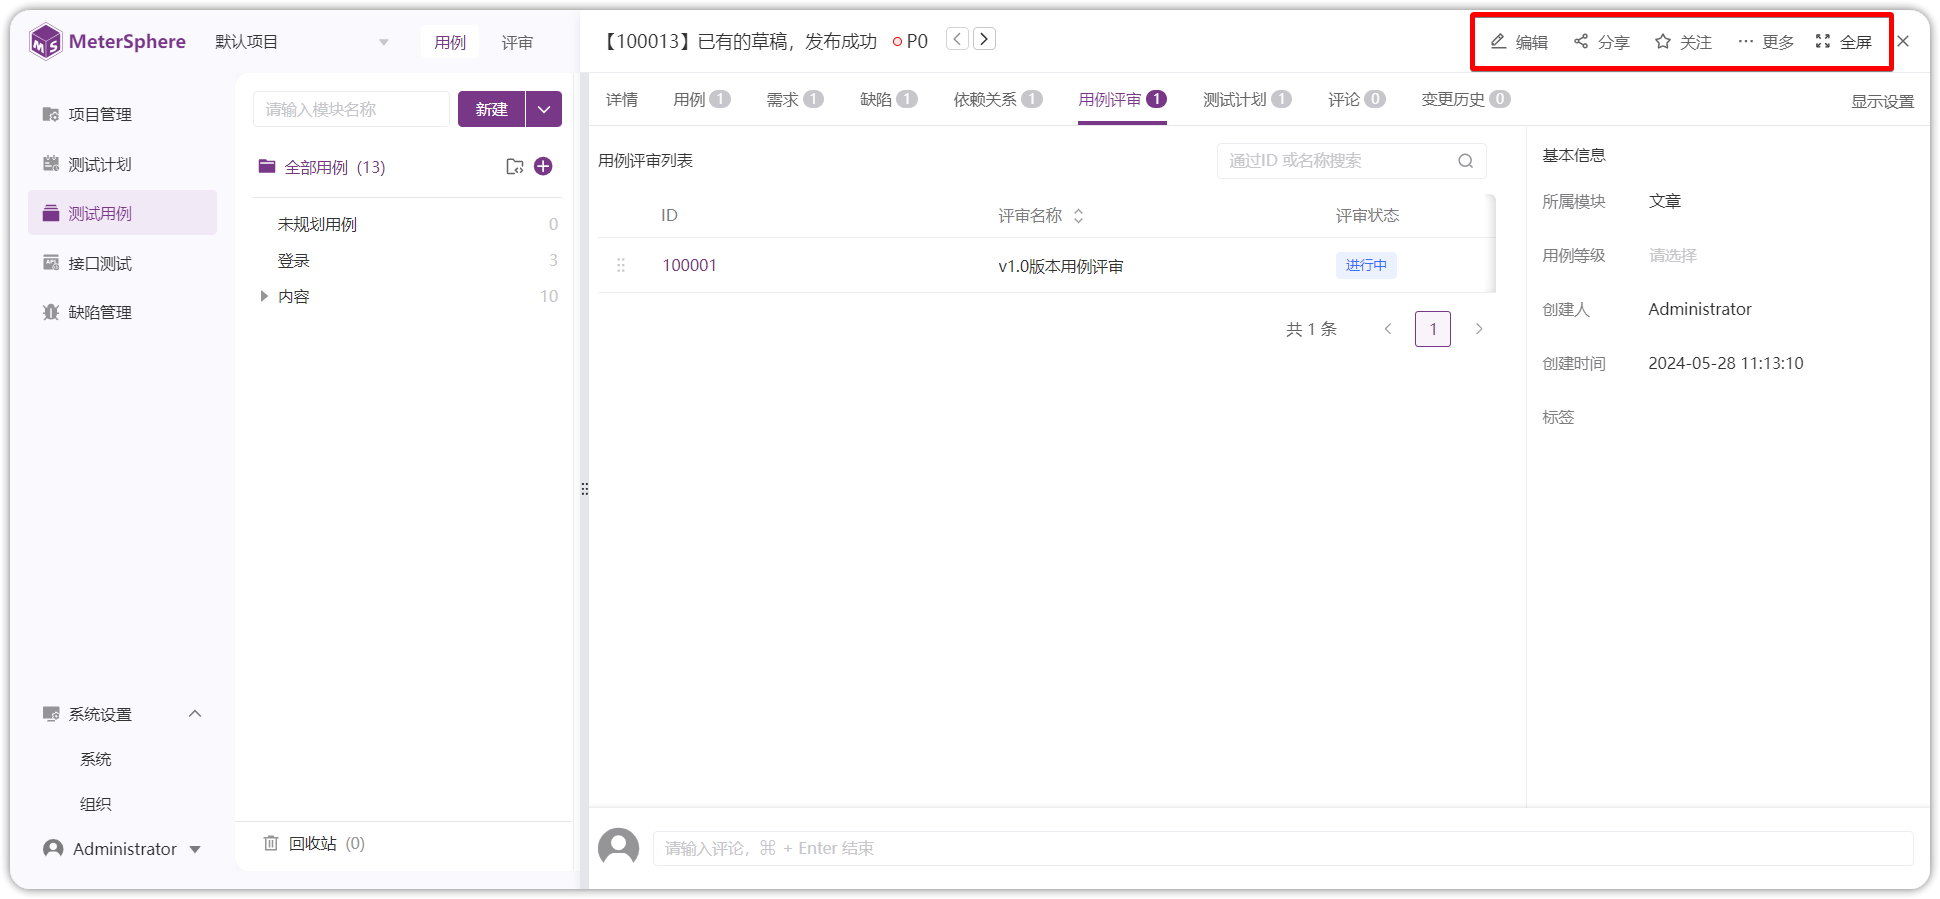 MeterSphere
默认项目
用例
评审
项目管理
测试计划
测试用例
接口测试
缺陷管理
系统设置
系统
组织
Administrator
请输入模块名称
新建
全部用例 (13)
未规划用例 0
登录 3
内容 10
回收站 (0)
【100013】已有的草稿，发布成功 P0
编辑 分享 关注 更多 全屏
详情 用例 1 需求 1 缺陷 1 依赖关系 1 用例评审 1 测试计划 1 评论 0 变更历史 0
显示设置
用例评审列表
通过ID 或名称搜索
ID 评审名称 评审状态
100001 v1.0版本用例评审 进行中
共 1 条 1
基本信息
所属模块 文章
用例等级 请选择
创建人 Administrator
创建时间 2024-05-28 11:13:10
标签
请输入评论，⌘ + Enter 结束